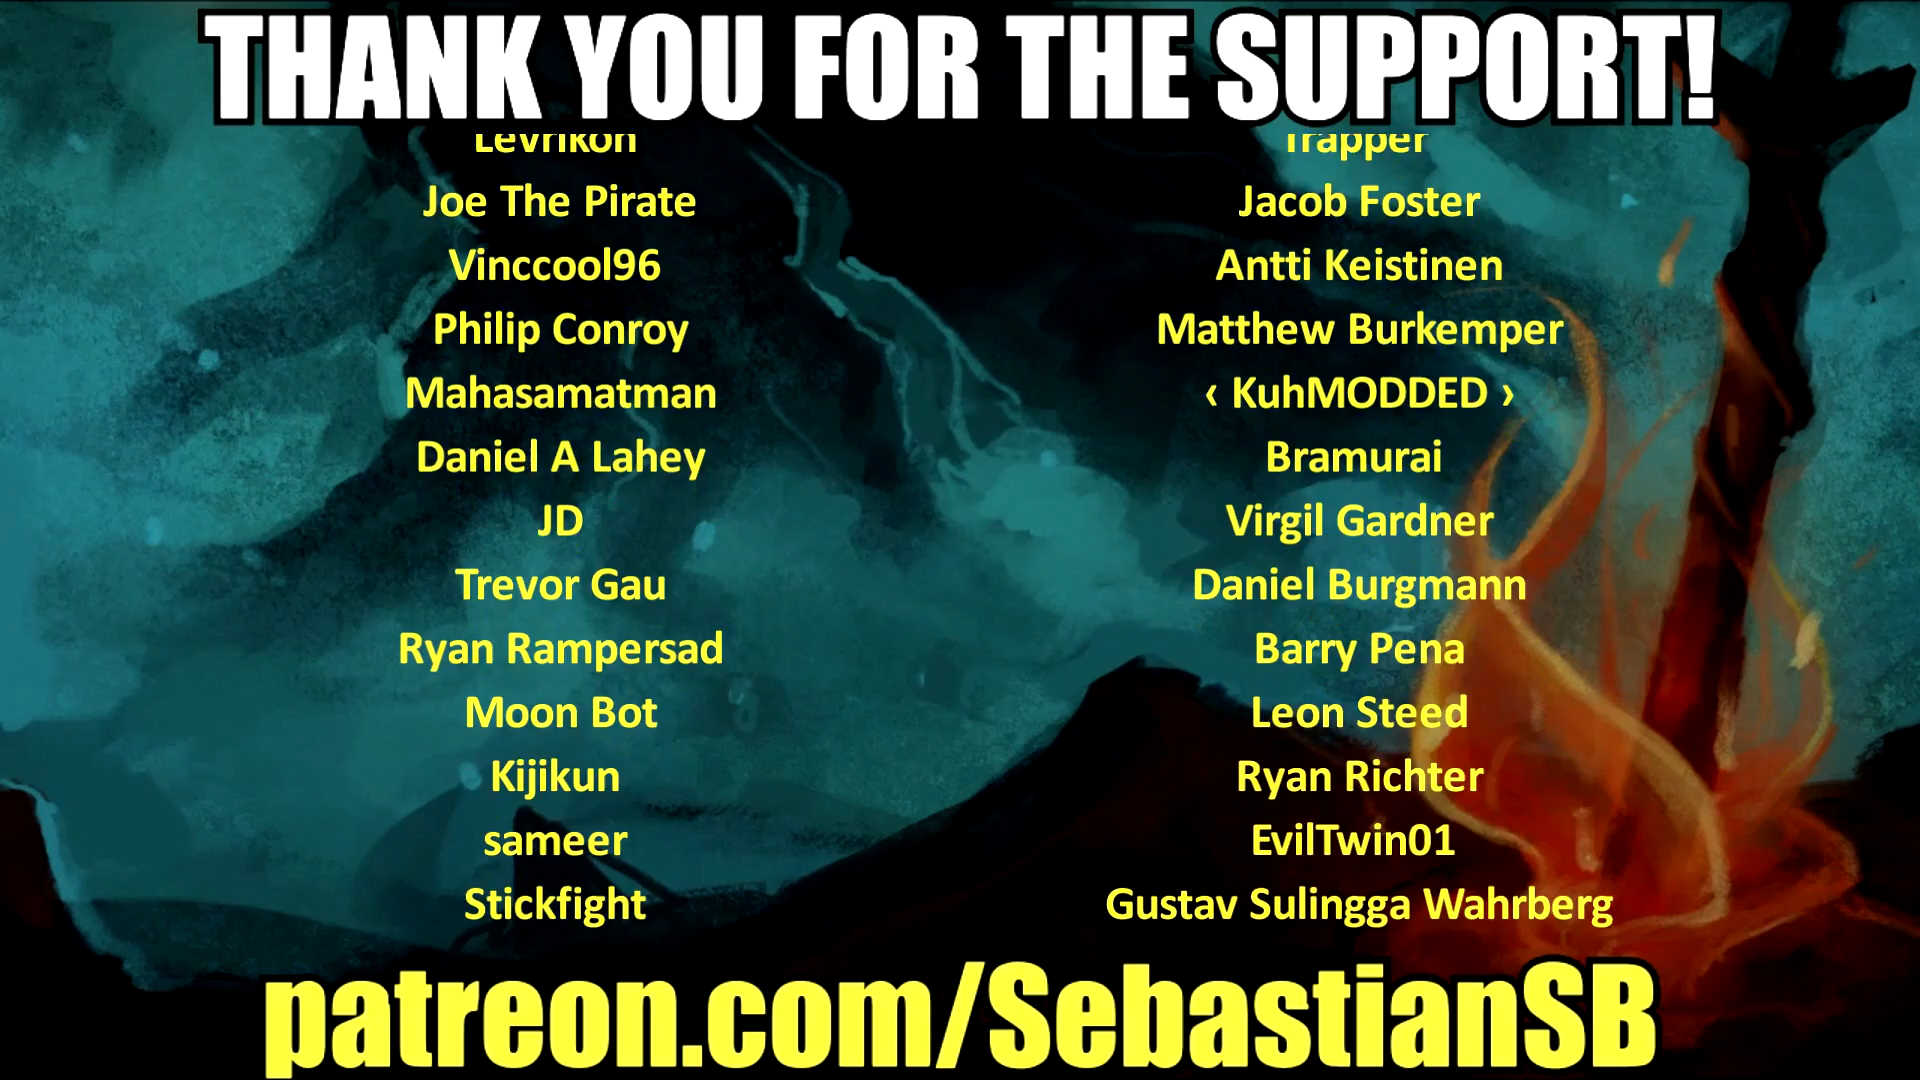 THANK YOU FOR THE SUPPORT!
Levrikon
Joe The Pirate
Vinccool96
Philip Conroy
Mahasamatman
Daniel A Lahey
JD
Trevor Gau
Ryan Rampersad
Moon Bot
Kijikun
sameer
Stickfight
Trapper
Jacob Foster
Antti Keistinen
Matthew Burkemper
‹ KuhMODDED ›
Bramurai
Virgil Gardner
Daniel Burgmann
Barry Pena
Leon Steed
Ryan Richter
EvilTwin01
Gustav Sulingga Wahrberg
patreon.com/SebastianSB